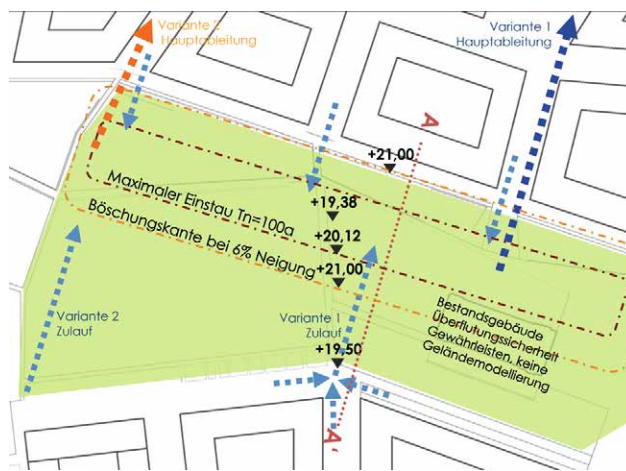 Variante 2
Hauptableitung
Variante 1
Hauptableitung
A
+21,00
Maximaler Einstau Tn=100a
+19,38
Böschungskante bei 6% Neigung
+20,12
+21,00
Variante 2
Zulauf
Variante 1
Zulauf
Bestandsgebäude
Überflutungssicherheit
Gewährleisten, keine
Geländemodellierung
+19,50
A'